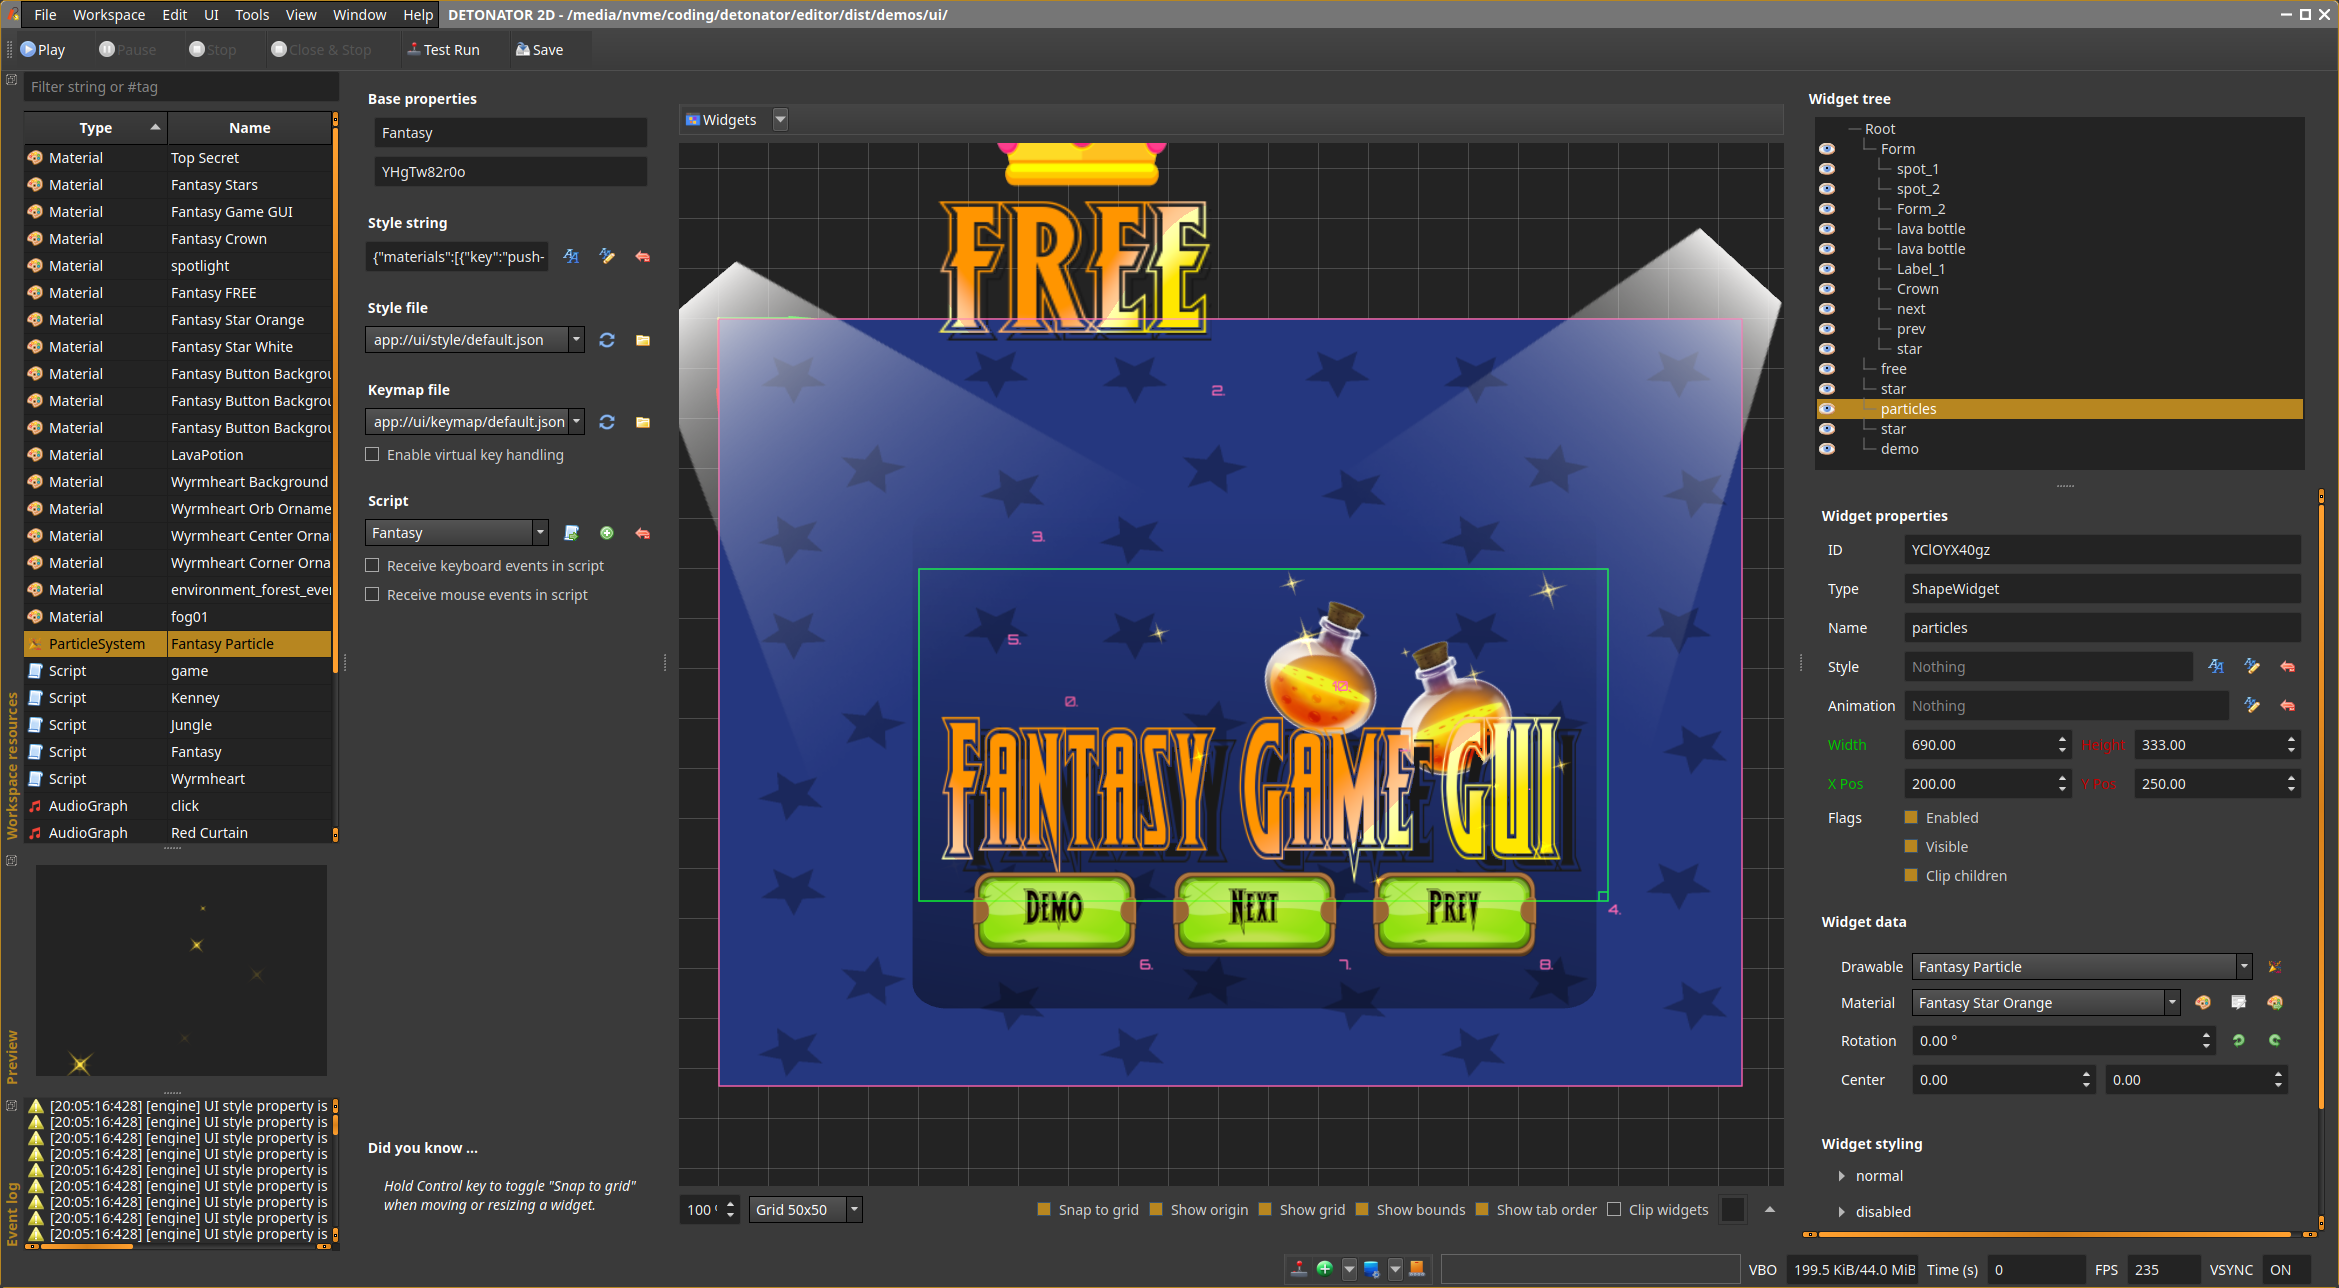 File Workspace Edit UI Tools View Window Help DETONATOR 2D - /media/nvme/coding/detonator/editor/dist/demos/ui/
Play Pause Stop Close & Stop Test Run Save
Workspace resources
Filter string or #tag
Type Name
Material Top Secret
Material Fantasy Stars
Material Fantasy Game GUI
Material Fantasy Crown
Material spotlight
Material Fantasy FREE
Material Fantasy Star Orange
Material Fantasy Star White
Material Fantasy Button Backgrou
Material Fantasy Button Backgrou
Material Fantasy Button Backgrou
Material LavaPotion
Material Wyrmheart Background
Material Wyrmheart Orb Orname
Material Wyrmheart Center Orna
Material Wyrmheart Corner Orna
Material environment_forest_ever
Material fog01
ParticleSystem Fantasy Particle
Script game
Script Kenney
Script Jungle
Script Fantasy
Script Wyrmheart
AudioGraph click
AudioGraph Red Curtain
Preview
Event log
[20:05:16:428] [engine] UI style property is
[20:05:16:428] [engine] UI style property is
[20:05:16:428] [engine] UI style property is
[20:05:16:428] [engine] UI style property is
[20:05:16:428] [engine] UI style property is
[20:05:16:428] [engine] UI style property is
[20:05:16:428] [engine] UI style property is
[20:05:16:428] [engine] UI style property is
[20:05:16:428] [engine] UI style property is
Base properties
Fantasy
YHgTw82r0o
Style string
{"materials":[{"key":"push-
Style file
app://ui/style/default.json
Keymap file
app://ui/keymap/default.json
Enable virtual key handling
Script
Fantasy
Receive keyboard events in script
Receive mouse events in script
Did you know ...
Hold Control key to toggle "Snap to grid"
when moving or resizing a widget.
Widgets
FREE
2.
3.
5.
10.
0.
FANTASY GAME GUI
DEMO NEXT PREV
4.
6. 7. 8.
100 Grid 50x50 Snap to grid Show origin Show grid Show bounds Show tab order Clip widgets
Widget tree
Root
Form
spot_1
spot_2
Form_2
lava bottle
lava bottle
Label_1
Crown
next
prev
star
free
star
particles
star
demo
Widget properties
ID YClOYX40gz
Type ShapeWidget
Name particles
Style Nothing
Animation Nothing
Width 690.00 Height 333.00
X Pos 200.00 Y Pos 250.00
Flags Enabled
Visible
Clip children
Widget data
Drawable Fantasy Particle
Material Fantasy Star Orange
Rotation 0.00 °
Center 0.00 0.00
Widget styling
normal
disabled
VBO 199.5 KiB/44.0 MiB Time (s) 0 FPS 235 VSYNC ON